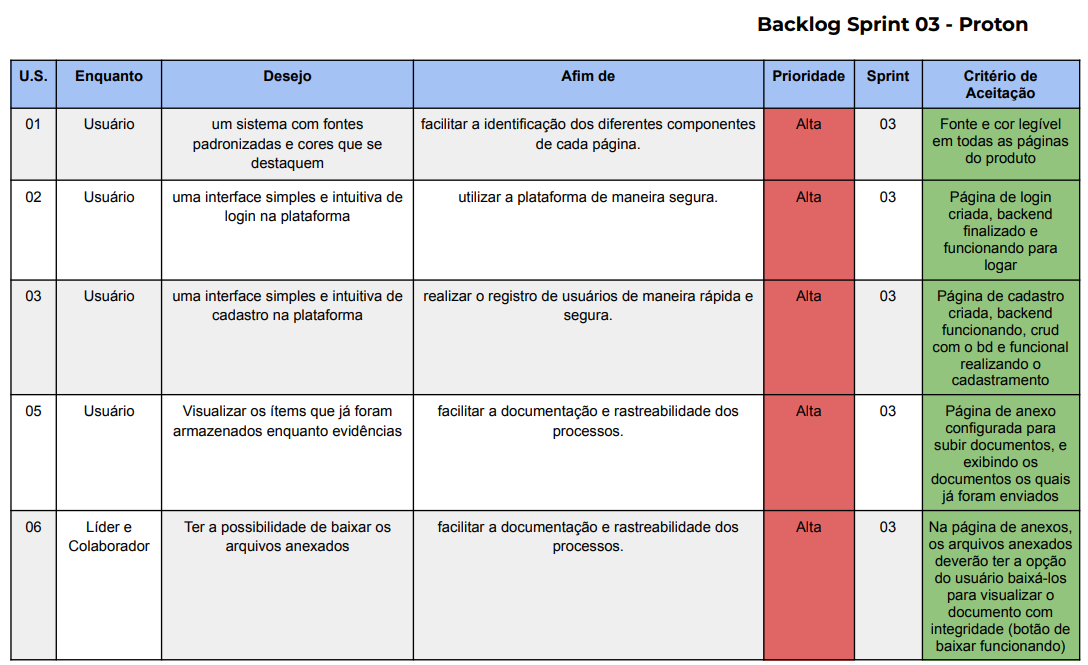 Backlog Sprint 03 - Proton
U.S.
Enquanto
Desejo
Afim de
Prioridade
Sprint
Critério de
Aceitação
01
Usuário
um sistema com fontes
padronizadas e cores que se
destaquem
facilitar a identificação dos diferentes componentes
de cada página.
Alta
03
Fonte e cor legível
em todas as páginas
do produto
02
Usuário
uma interface simples e intuitiva de
login na plataforma
utilizar a plataforma de maneira segura.
Alta
03
Página de login
criada, backend
finalizado e
funcionando para
logar
03
Usuário
uma interface simples e intuitiva de
cadastro na plataforma
realizar o registro de usuários de maneira rápida e
segura.
Alta
03
Página de cadastro
criada, backend
funcionando, crud
com o bd e funcional
realizando o
cadastramento
05
Usuário
Visualizar os ítems que já foram
armazenados enquanto evidências
facilitar a documentação e rastreabilidade dos
processos.
Alta
03
Página de anexo
configurada para
subir documentos, e
exibindo os
documentos os quais
já foram enviados
06
Líder e
Colaborador
Ter a possibilidade de baixar os
arquivos anexados
facilitar a documentação e rastreabilidade dos
processos.
Alta
03
Na página de anexos,
os arquivos anexados
deverão ter a opção
do usuário baixá-los
para visualizar o
documento com
integridade (botão de
baixar funcionando)